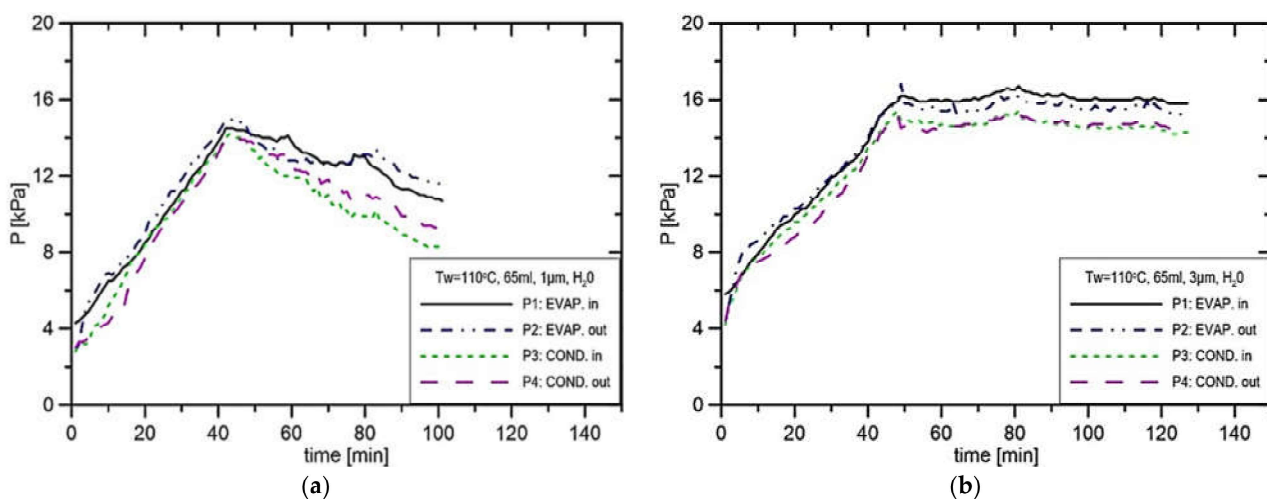 20
16
12
8
4
0
P [kPa]
Tw=110°C, 65ml, 1μm, H₂0
P1: EVAP. in
P2: EVAP. out
P3: COND. in
P4: COND. out
0 20 40 60 80 100 120 140
time [min]
(a)
20
16
12
8
4
0
P [kPa]
Tw=110°C, 65ml, 3μm, H₂0
P1: EVAP. in
P2: EVAP. out
P3: COND. in
P4: COND. out
0 20 40 60 80 100 120 140
time [min]
(b)